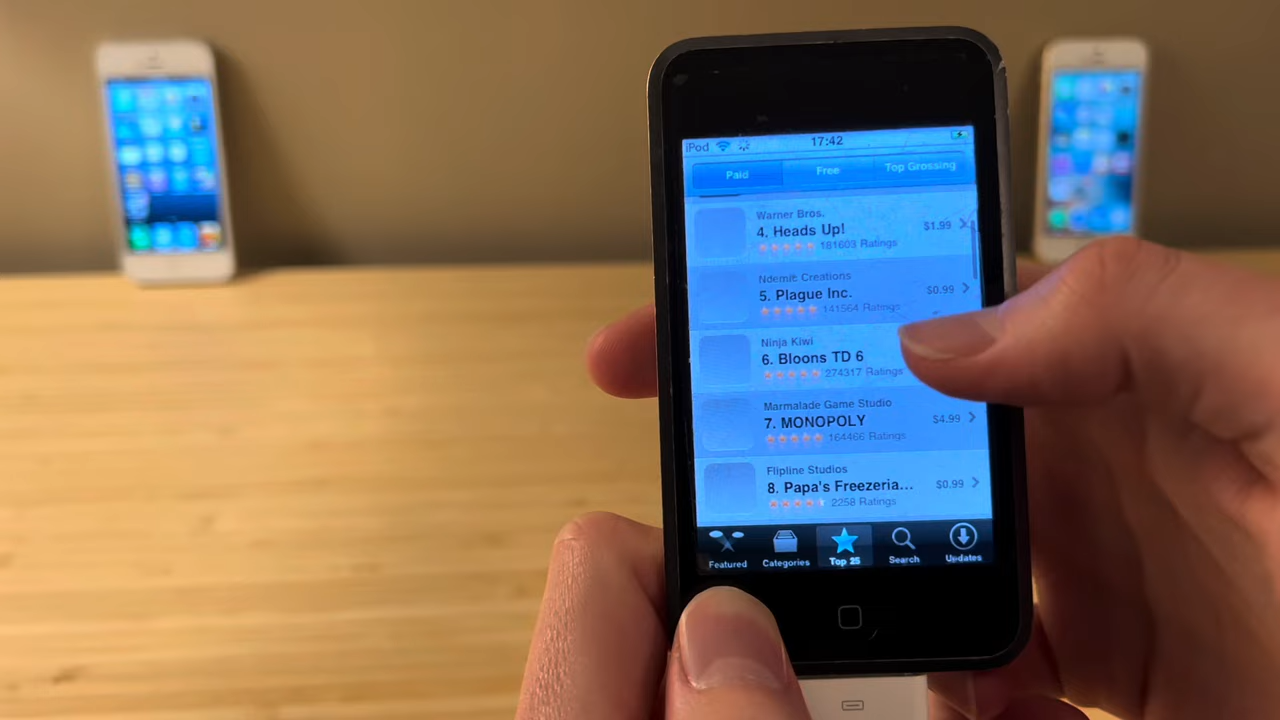 iPod 17:42
Paid Free Top Grossing
Warner Bros.
4. Heads Up! $1.99
181603 Ratings
Ndemic Creations
5. Plague Inc. $0.99
141564 Ratings
Ninja Kiwi
6. Bloons TD 6
274317 Ratings
Marmalade Game Studio
7. MONOPOLY $4.99
164466 Ratings
Flipline Studios
8. Papa's Freezeria... $0.99
2258 Ratings
Featured Categories Top 25 Search Updates